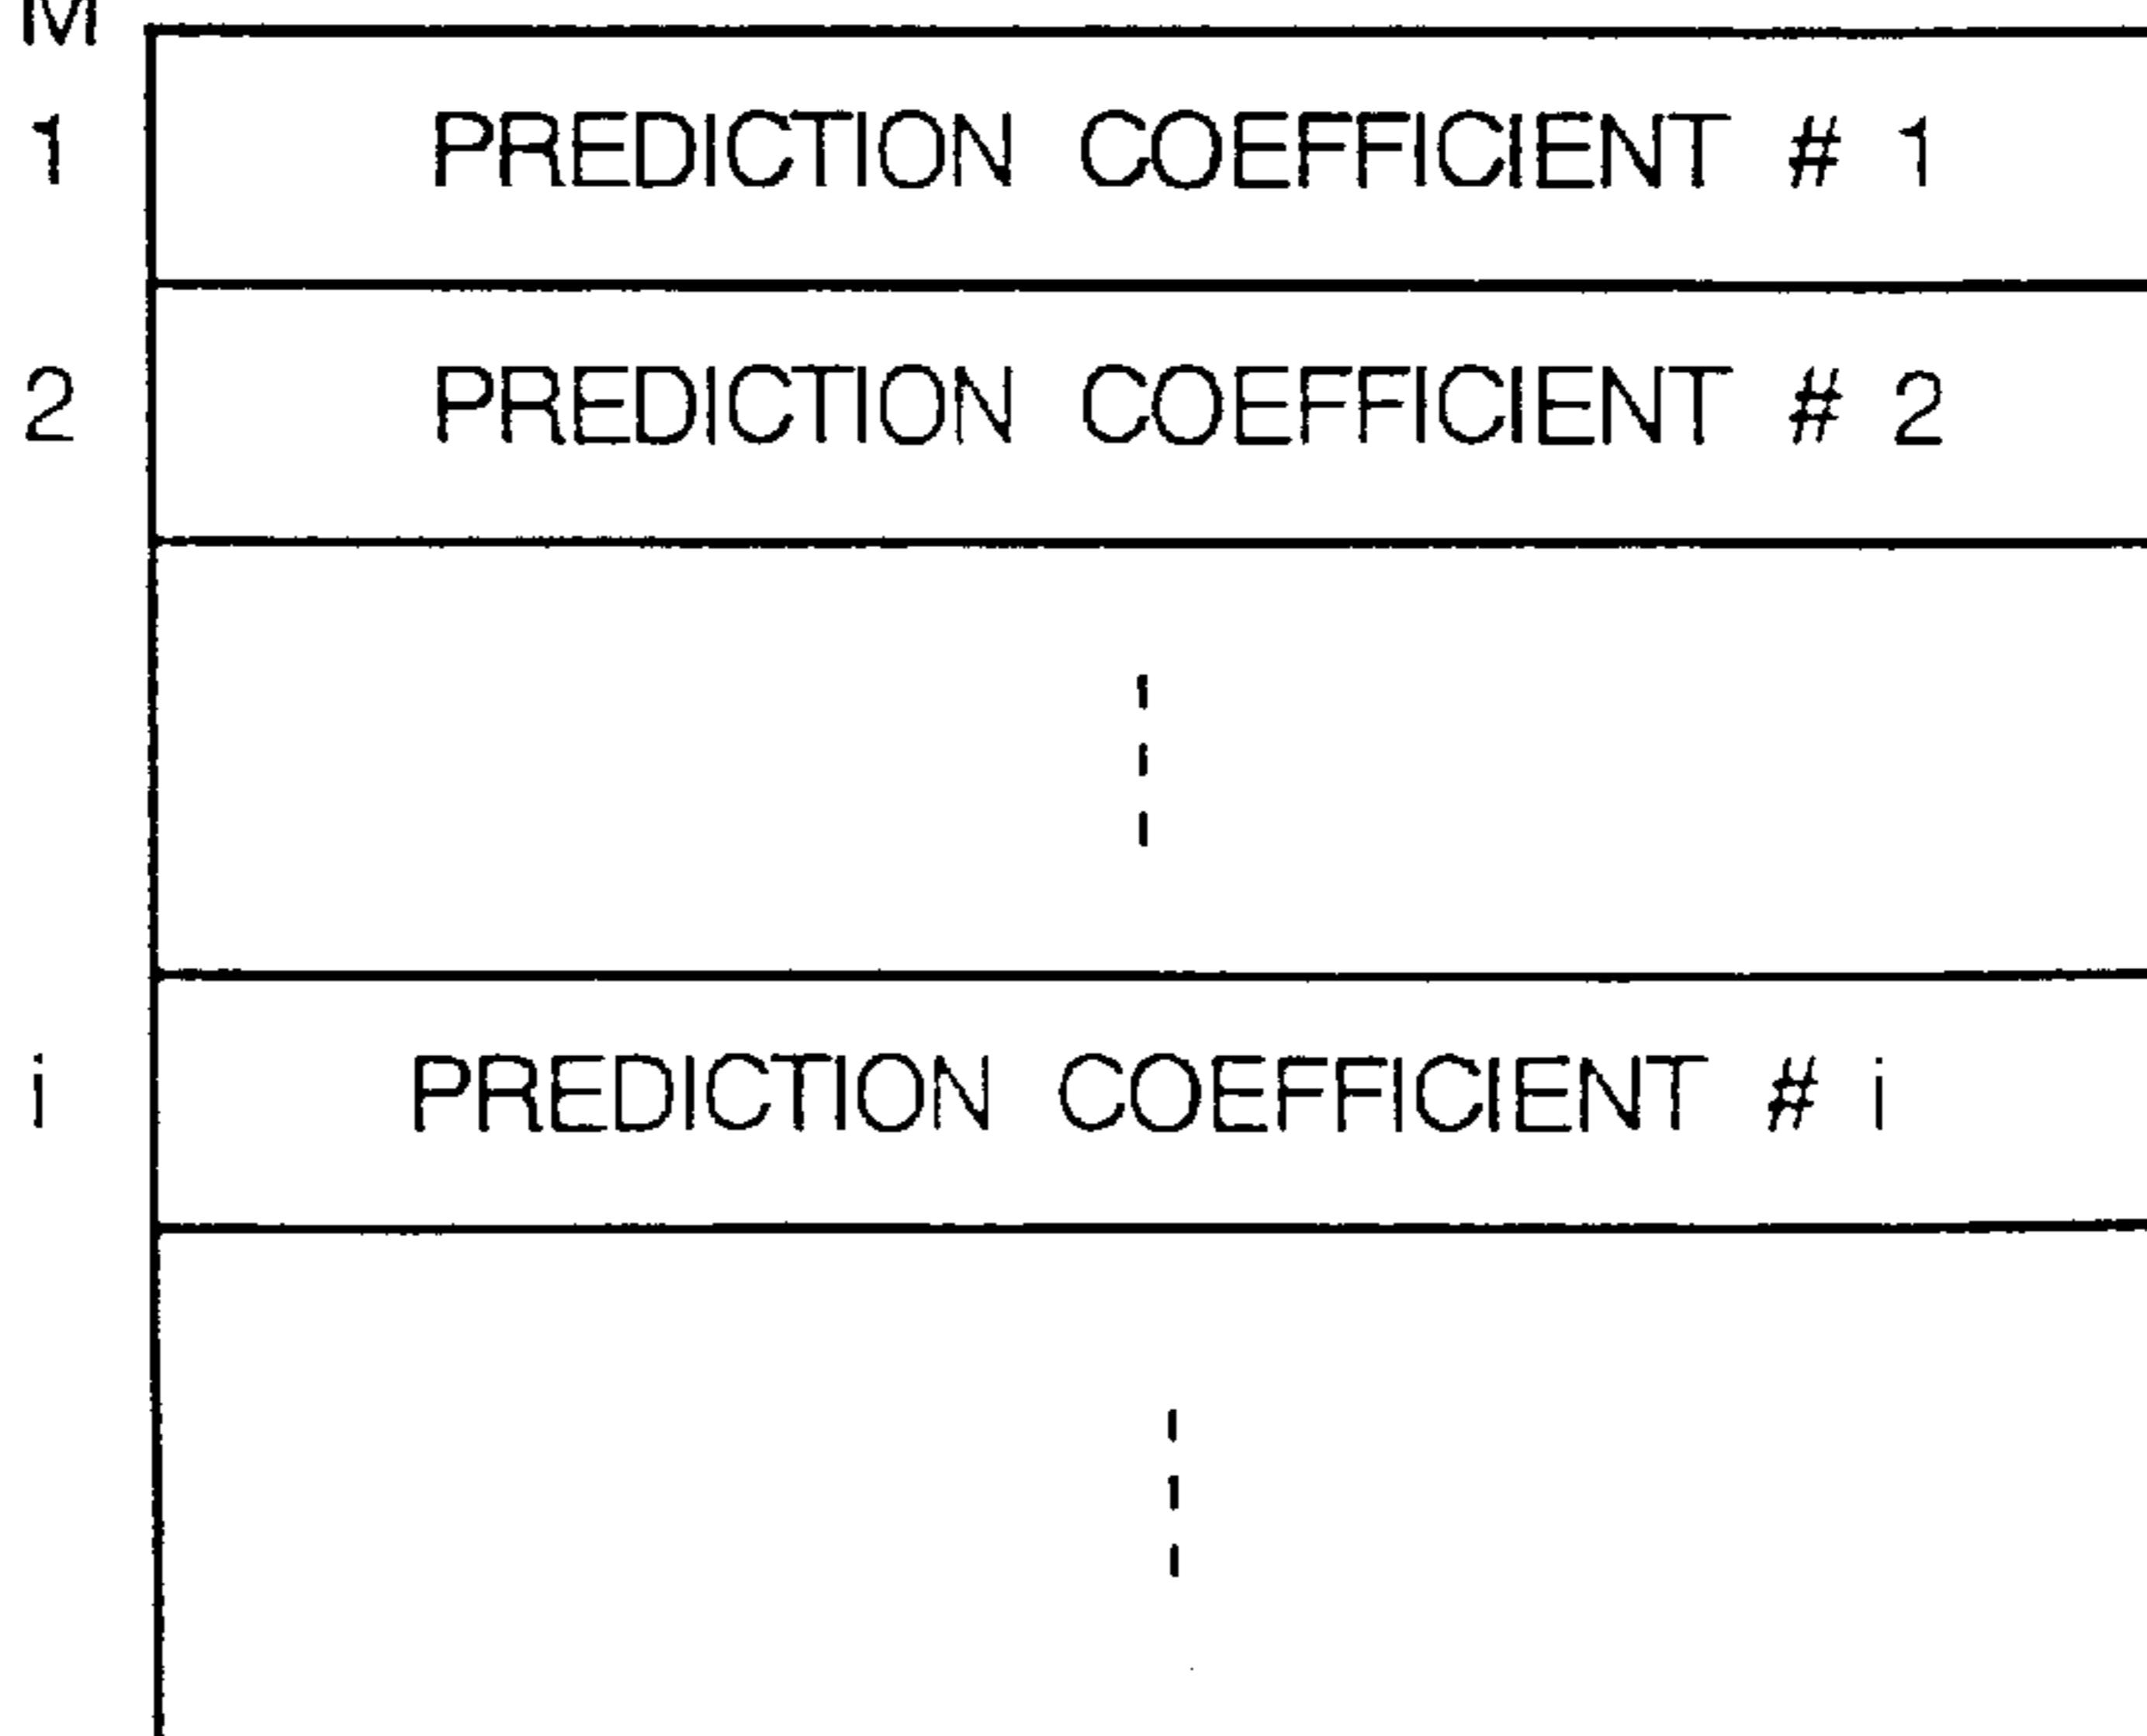 M
1 PREDICTION COEFFICIENT # 1
2 PREDICTION COEFFICIENT # 2
i PREDICTION COEFFICIENT # i